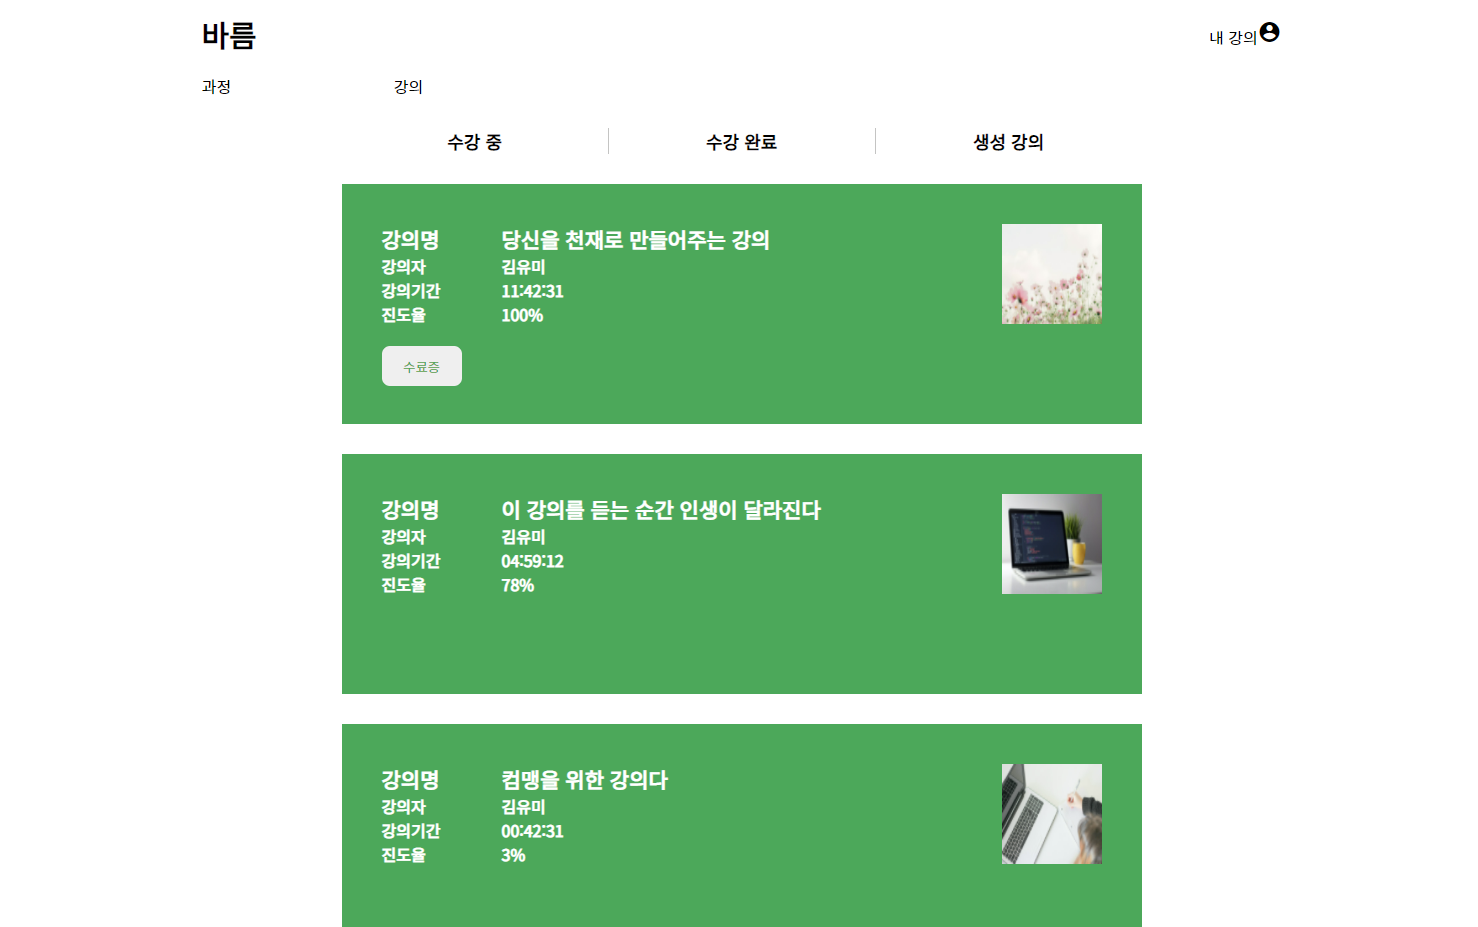 바름
내 강의
과정 강의
수강 중 수강 완료 생성 강의
강의명 당신을 천재로 만들어주는 강의
강의자 김유미
강의기간 11:42:31
진도율 100%
수료증
강의명 이 강의를 듣는 순간 인생이 달라진다
강의자 김유미
강의기간 04:59:12
진도율 78%
강의명 컴맹을 위한 강의다
강의자 김유미
강의기간 00:42:31
진도율 3%